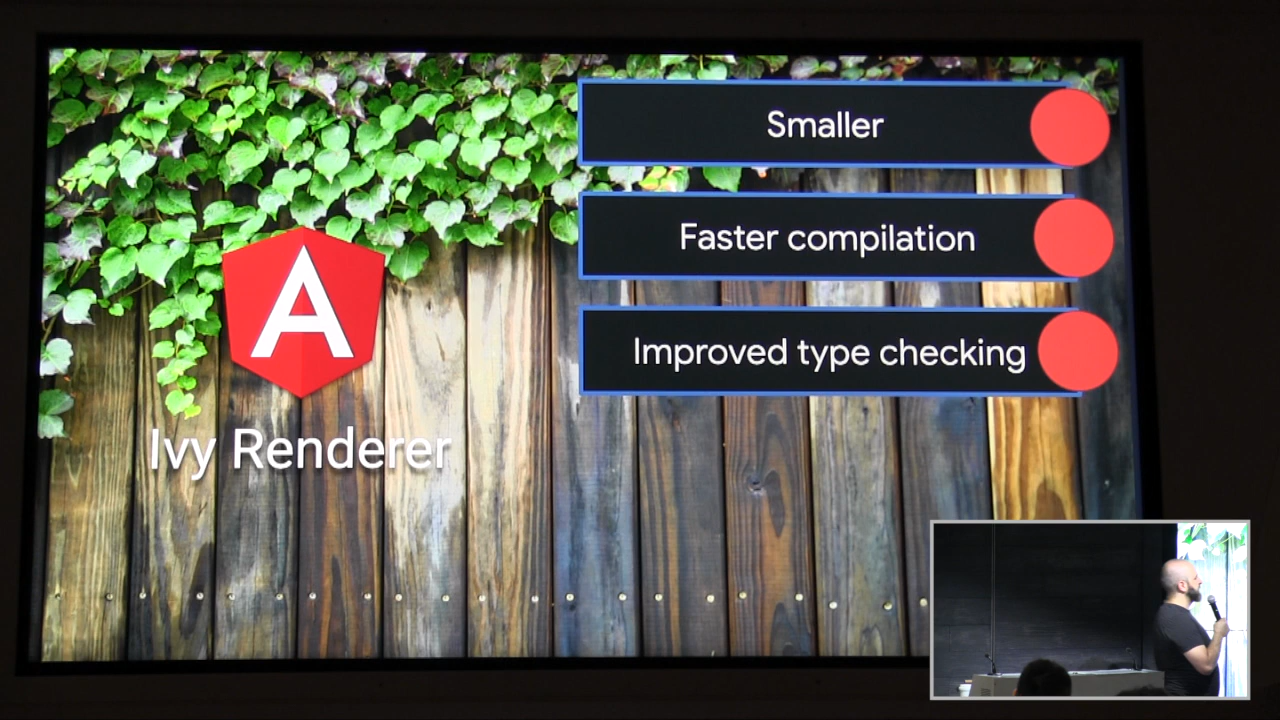 Smaller
Faster compilation
Improved type checking
A
Ivy Renderer